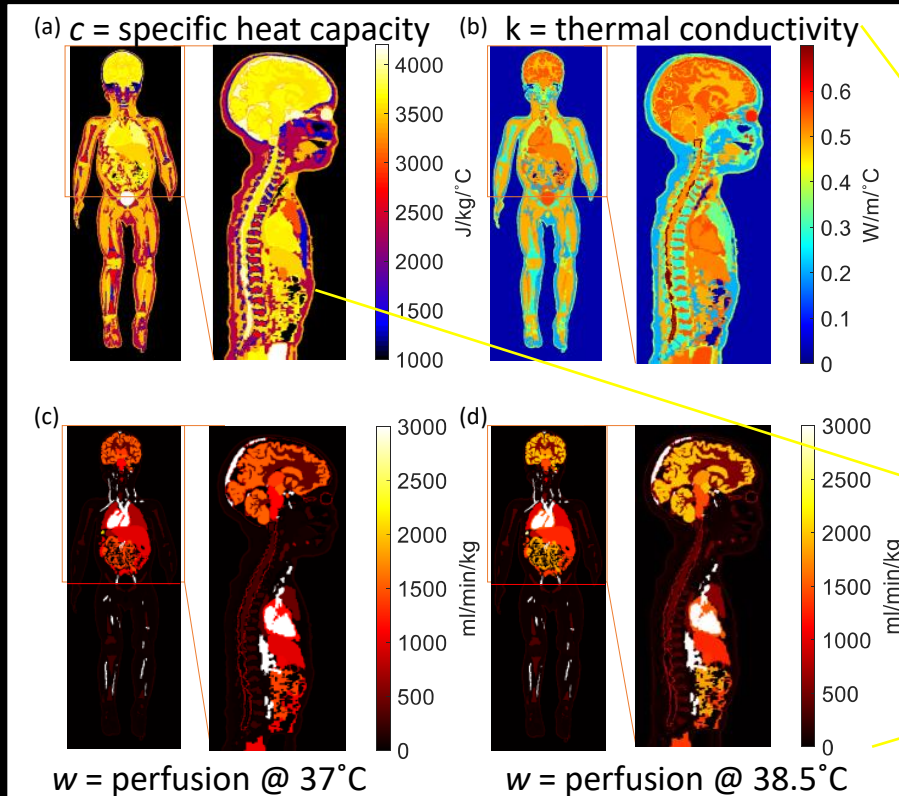 (a) c = specific heat capacity
4000
3500
3000
2500
2000
1500
1000
J/kg/˚C
(b) k = thermal conductivity
0.6
0.5
0.4
0.3
0.2
0.1
0
W/m/˚C
(c)
3000
2500
2000
1500
1000
500
0
ml/min/kg
w = perfusion @ 37˚C
(d)
3000
2500
2000
1500
1000
500
0
ml/min/kg
w = perfusion @ 38.5˚C